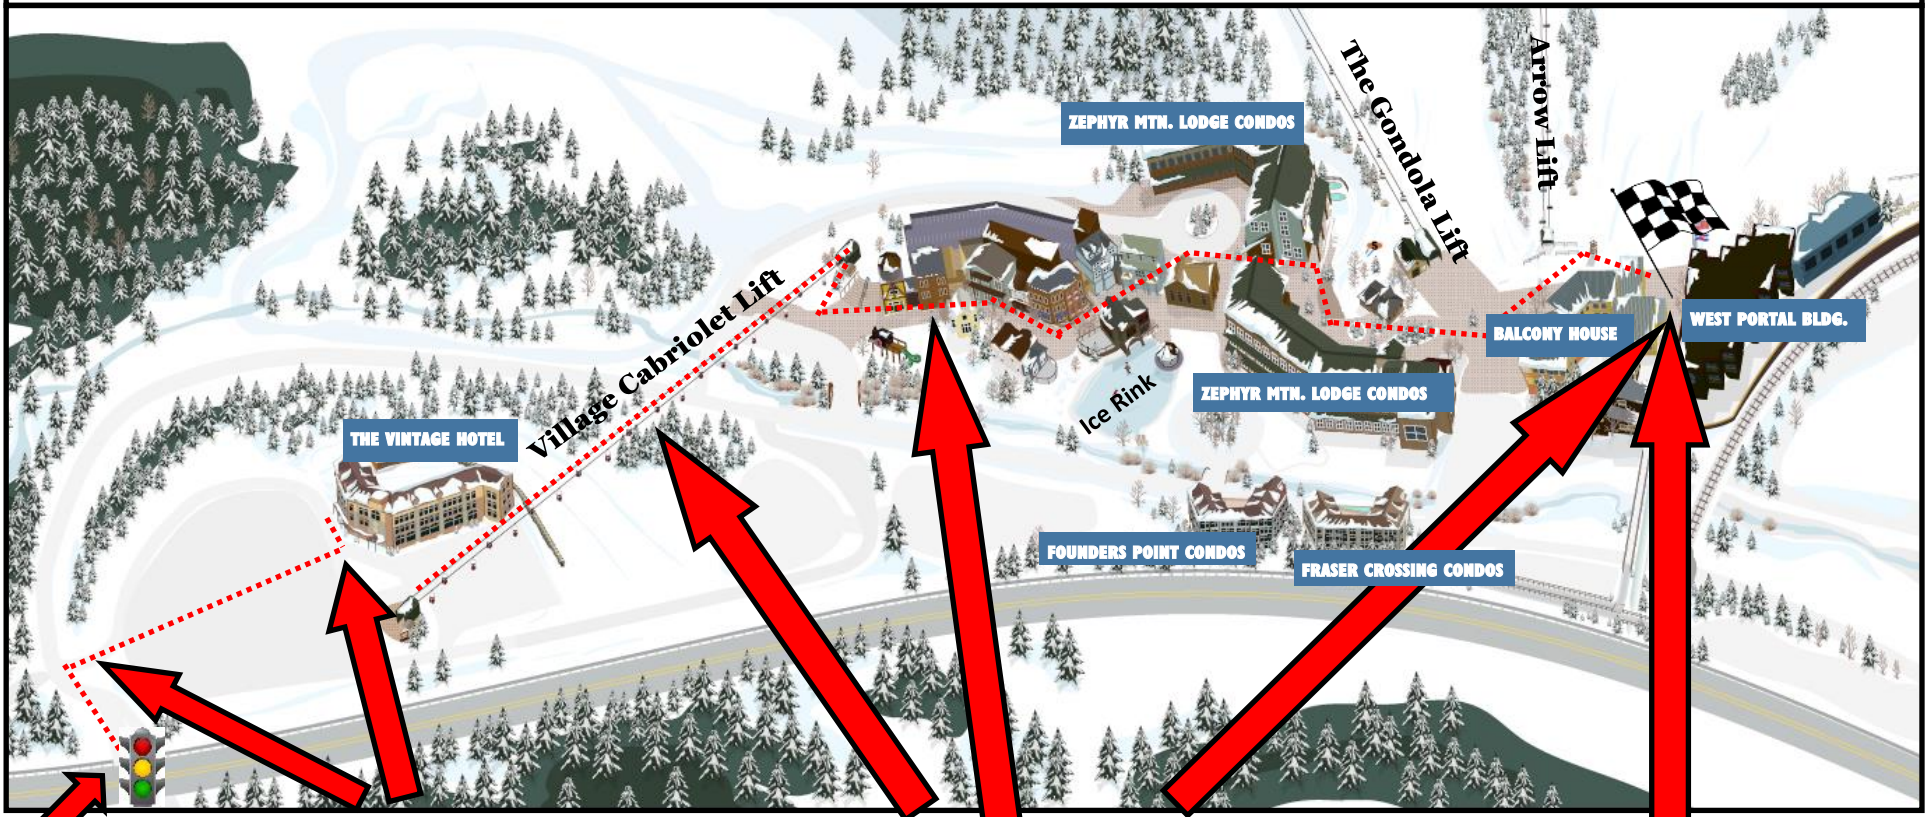 ZEPHYR MTN. LODGE CONDOS
The Gondola Lift
Arrow Lift
Village Cabriolet Lift
WEST PORTAL BLDG.
BALCONY HOUSE
Ice Rink
ZEPHYR MTN. LODGE CONDOS
THE VINTAGE HOTEL
FOUNDERS POINT CONDOS
FRASER CROSSING CONDOS